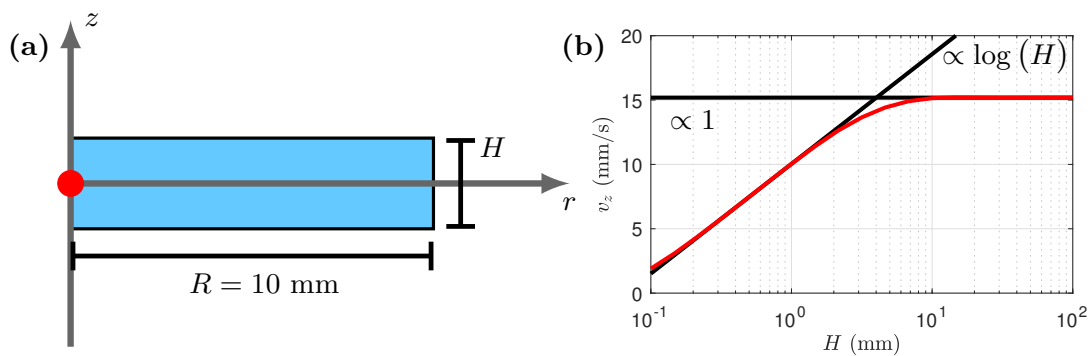 (a)
z
H
r
R = 10 mm
(b)
20
15
10
5
0
v_z (mm/s)
∝ log (H)
∝ 1
10^-1
10^0
10^1
10^2
H (mm)